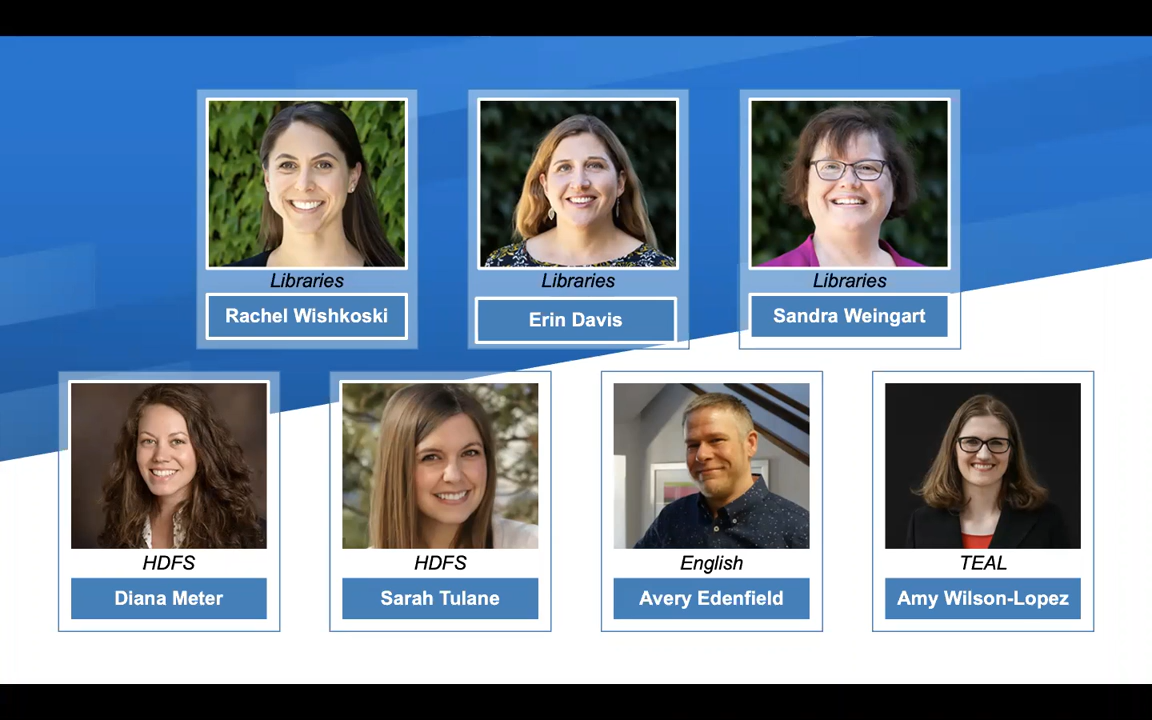 Libraries
Libraries
Libraries
Rachel Wishkoski
Erin Davis
Sandra Weingart
HDFS
HDFS
English
TEAL
Diana Meter
Sarah Tulane
Avery Edenfield
Amy Wilson-Lopez